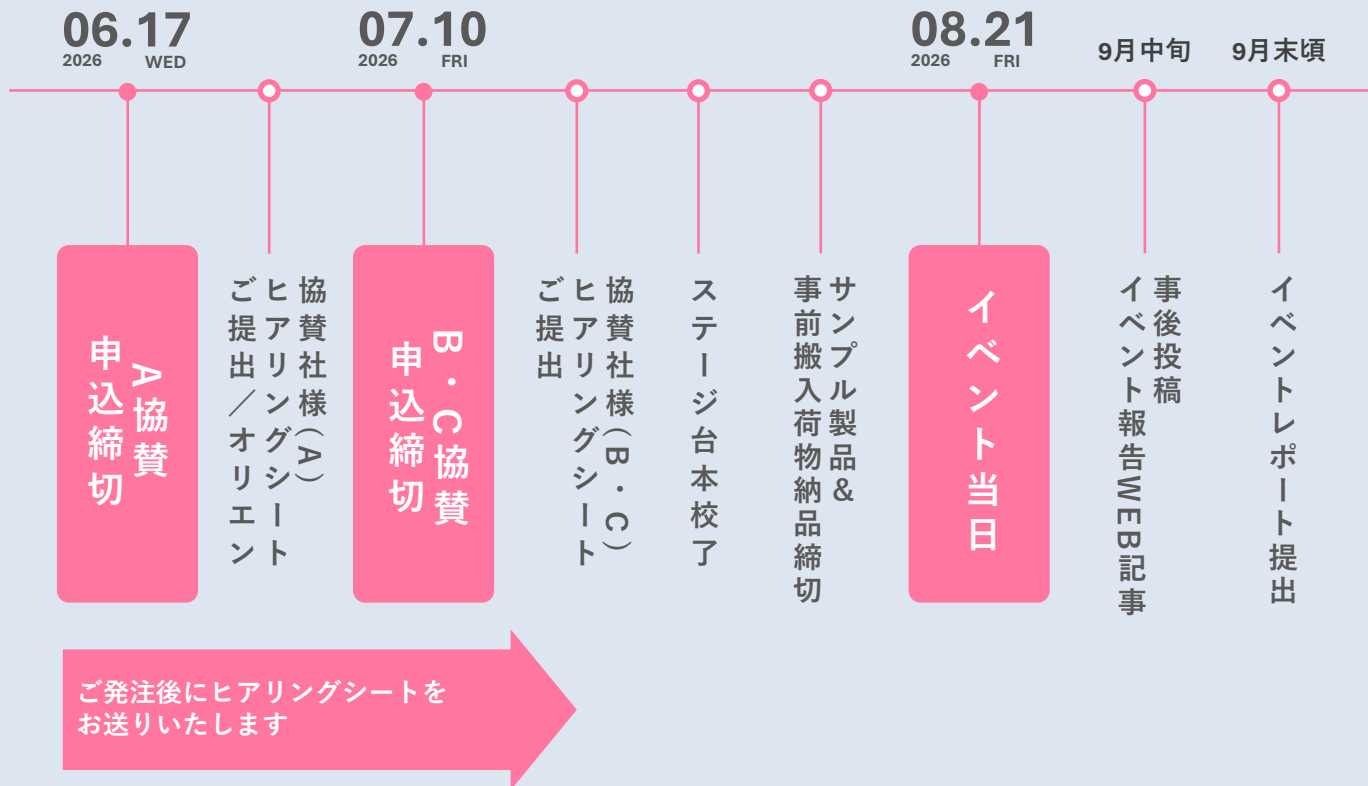 06.17
2026 WED
07.10
2026 FRI
08.21
2026 FRI
9月中旬
9月末頃
A協賛
申込締切
協賛社様(A)
ヒアリングシート
ご提出／オリエン
B・C協賛
申込締切
協賛社様(B・C)
ヒアリングシート
ご提出
ステージ台本校了
サンプル製品&
事前搬入荷物納品締切
イベント当日
事後投稿
イベント報告WEB記事
イベントレポート提出
ご発注後にヒアリングシートを
お送りいたします